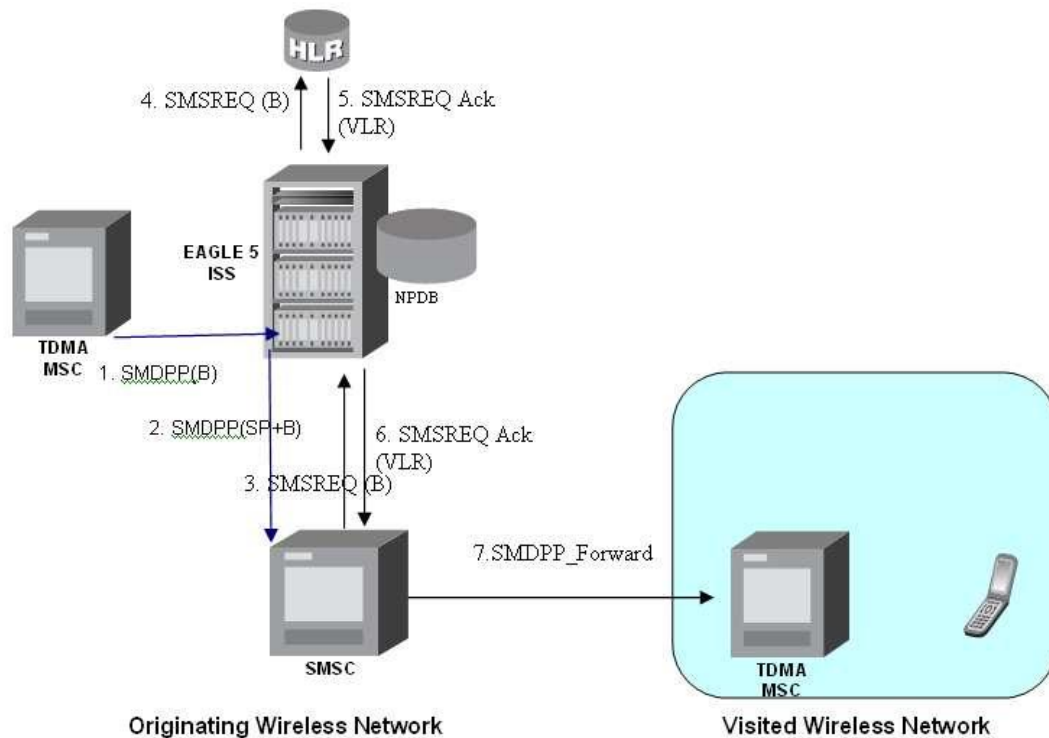 HLR
4. SMSREQ (B)
5. SMSREQ Ack
(VLR)
EAGLE 5
ISS
NPDB
TDMA
MSC
1. SMDPP(B)
2. SMDPP(SP+B)
6. SMSREQ Ack
(VLR)
3. SMSREQ (B)
7.SMDPP_Forward
SMSC
TDMA
MSC
Originating Wireless Network
Visited Wireless Network